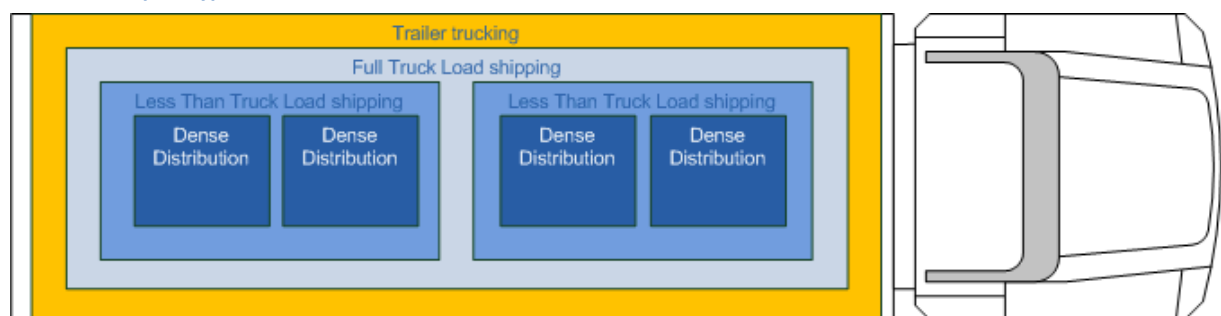 Trailer trucking
Full Truck Load shipping
Less Than Truck Load shipping
Dense
Distribution
Dense
Distribution
Less Than Truck Load shipping
Dense
Distribution
Dense
Distribution